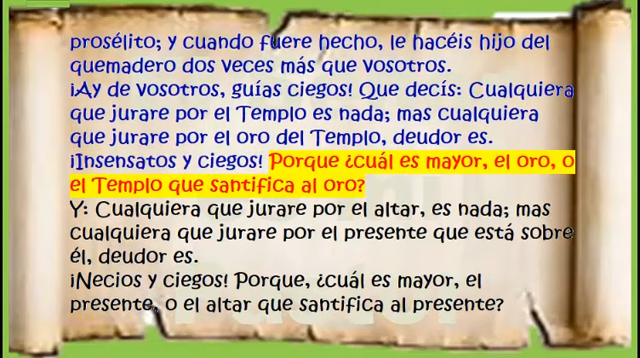 prosélito; y cuando fuere hecho, le hacéis hijo del
quemadero dos veces más que vosotros.
¡Ay de vosotros, guías ciegos! Que decís: Cualquiera
que jurare por el Templo es nada; mas cualquiera
que jurare por el oro del Templo, deudor es.
¡Insensatos y ciegos! Porque ¿cuál es mayor, el oro, o
el Templo que santifica al oro?
Y: Cualquiera que jurare por el altar, es nada; mas
cualquiera que jurare por el presente que está sobre
él, deudor es.
¡Necios y ciegos! Porque, ¿cuál es mayor, el
presente, o el altar que santifica al presente?